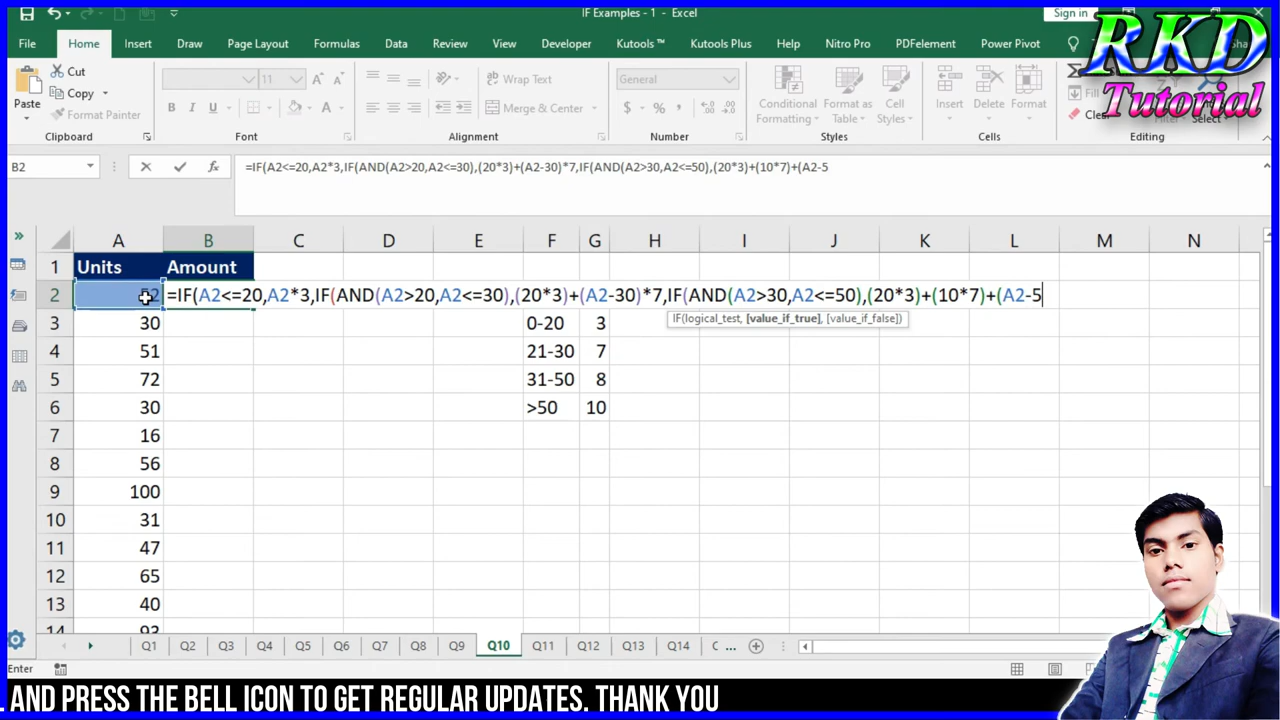 IF Examples - 1 - Excel
Sign in
RKD
Tutorial
File Home Insert Draw Page Layout Formulas Data Review View Developer Kutools ™ Kutools Plus Help Nitro Pro PDFelement Power Pivot
Paste
Cut
Copy
Format Painter
Clipboard
11
B I U
Font
Wrap Text
Merge & Center
Alignment
General
$ % ,
Number
Conditional Formatting
Format as Table
Cell Styles
Styles
Insert Delete Format
Cells
Clear
Select
Editing
B2
fx
=IF(A2<=20,A2*3,IF(AND(A2>20,A2<=30),(20*3)+(A2-30)*7,IF(AND(A2>30,A2<=50),(20*3)+(10*7)+(A2-5
A B C D E F G H I J K L M N
1 Units Amount
2 52 =IF(A2<=20,A2*3,IF(AND(A2>20,A2<=30),(20*3)+(A2-30)*7,IF(AND(A2>30,A2<=50),(20*3)+(10*7)+(A2-5
IF(logical_test, [value_if_true], [value_if_false])
3 30 0-20 3
4 51 21-30 7
5 72 31-50 8
6 30 >50 10
7 16
8 56
9 100
10 31
11 47
12 65
13 40
14 93
Q1 Q2 Q3 Q4 Q5 Q6 Q7 Q8 Q9 Q10 Q11 Q12 Q13 Q14 ...
Enter
. AND PRESS THE BELL ICON TO GET REGULAR UPDATES. THANK YOU